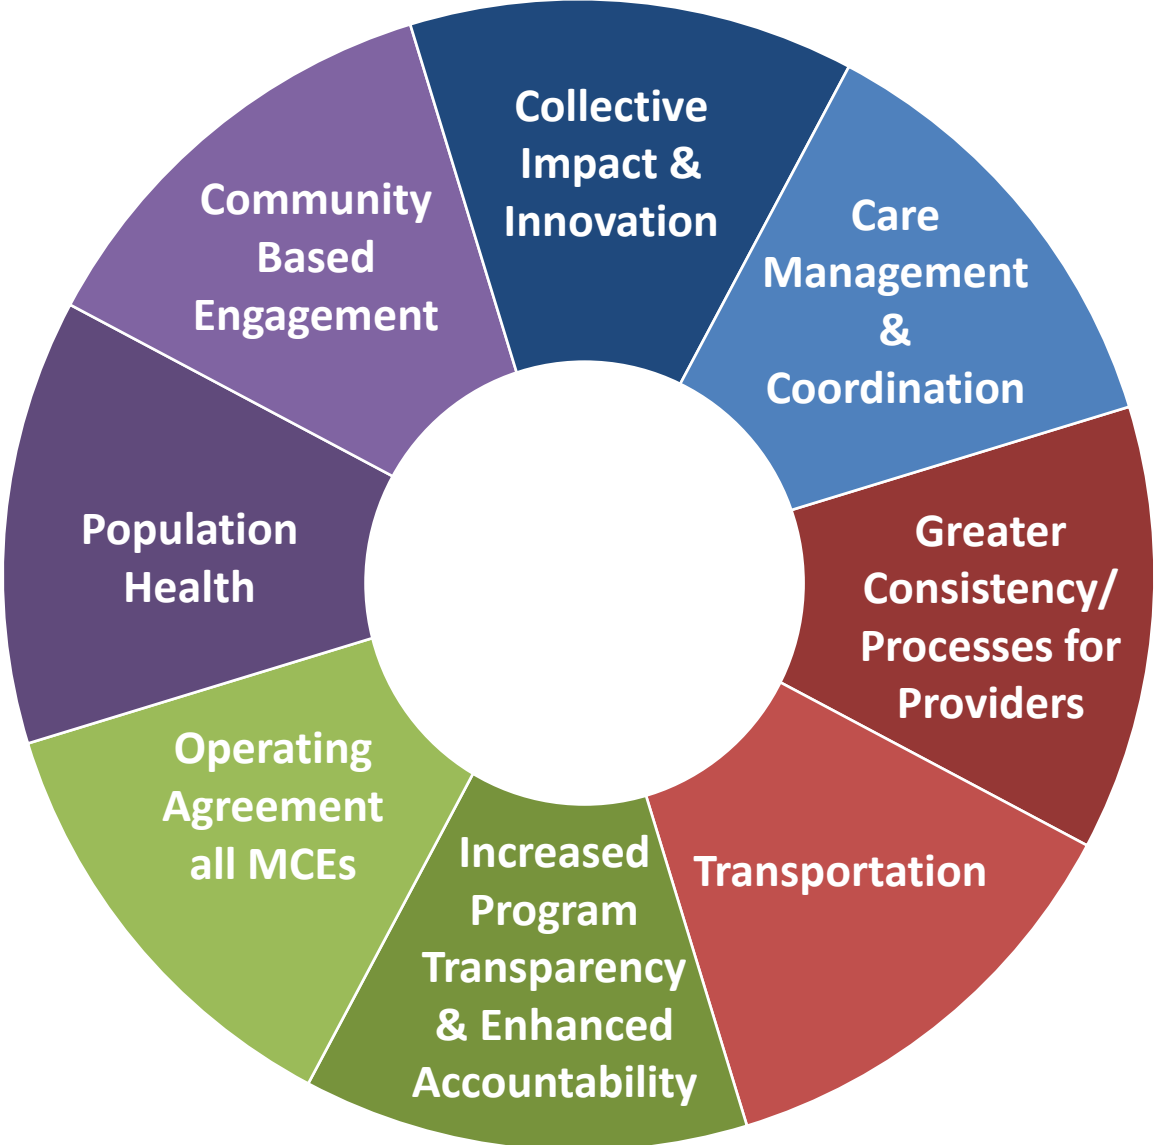 Collective
Impact &
Innovation
Care
Management
&
Coordination
Greater
Consistency/
Processes for
Providers
Transportation
Increased
Program
Transparency
& Enhanced
Accountability
Operating
Agreement
all MCEs
Population
Health
Community
Based
Engagement